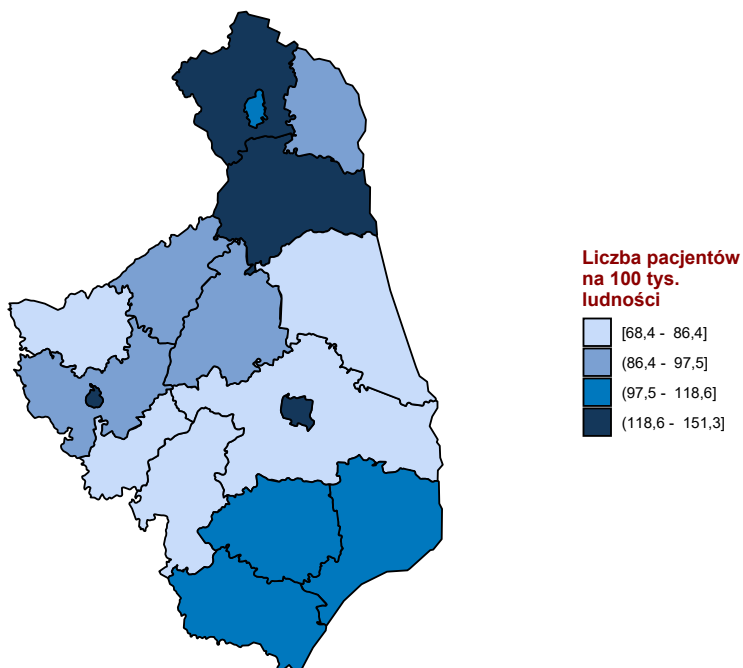 Liczba pacjentów
na 100 tys.
ludności
[68,4 - 86,4]
(86,4 - 97,5]
(97,5 - 118,6]
(118,6 - 151,3]